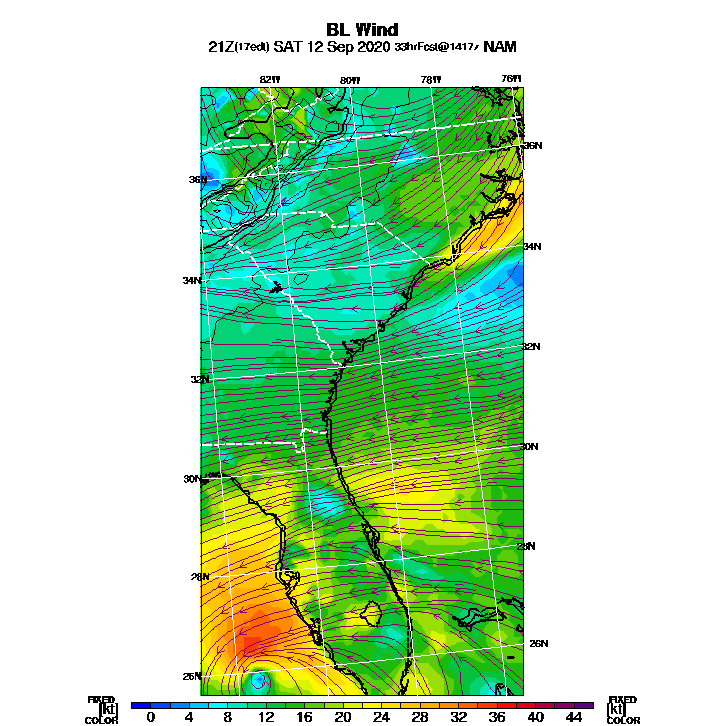 BL Wind
21Z(17edt) SAT 12 Sep 2020 33hrFcst@1417z NAM
82W 80W 78W 76W
36N
36N
34N
34N
32N
32N
30N
30N
28N
28N
26N
26N
FIXED FIXED
[kt] 0 4 8 12 16 20 24 28 32 36 40 44 [kt]
COLOR COLOR